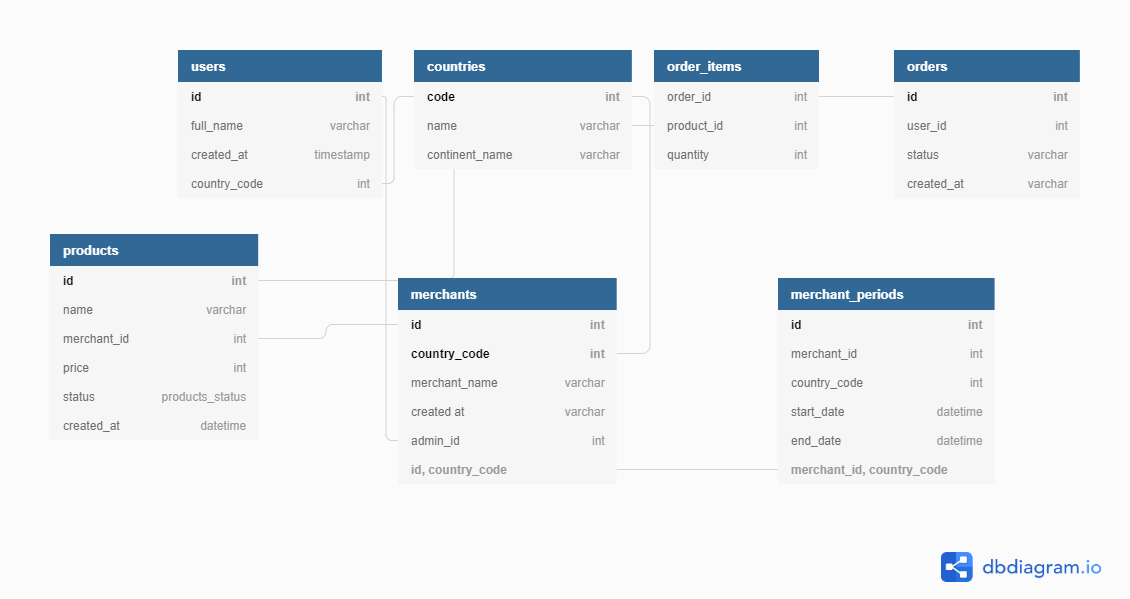 users
id int
full_name varchar
created_at timestamp
country_code int
countries
code int
name varchar
continent_name varchar
order_items
order_id int
product_id int
quantity int
orders
id int
user_id int
status varchar
created_at varchar
products
id int
name varchar
merchant_id int
price int
status products_status
created_at datetime
merchants
id int
country_code int
merchant_name varchar
created at varchar
admin_id int
id, country_code
merchant_periods
id int
merchant_id int
country_code int
start_date datetime
end_date datetime
merchant_id, country_code
dbdiagram.io